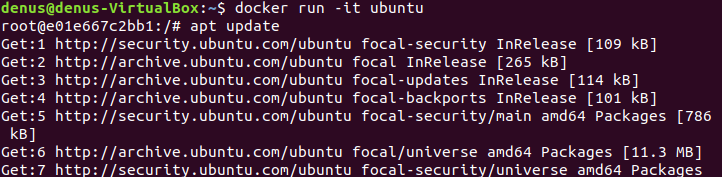 denus@denus-VirtualBox:~$ docker run -it ubuntu
root@e01e667c2bb1:/# apt update
Get:1 http://security.ubuntu.com/ubuntu focal-security InRelease [109 kB]
Get:2 http://archive.ubuntu.com/ubuntu focal InRelease [265 kB]
Get:3 http://archive.ubuntu.com/ubuntu focal-updates InRelease [114 kB]
Get:4 http://archive.ubuntu.com/ubuntu focal-backports InRelease [101 kB]
Get:5 http://security.ubuntu.com/ubuntu focal-security/main amd64 Packages [786
 kB]
Get:6 http://archive.ubuntu.com/ubuntu focal/universe amd64 Packages [11.3 MB]
Get:7 http://security.ubuntu.com/ubuntu focal-security/universe amd64 Packages